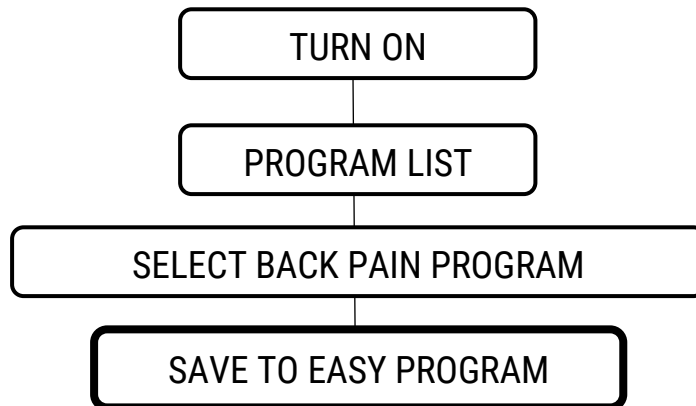 TURN ON
PROGRAM LIST
SELECT BACK PAIN PROGRAM
SAVE TO EASY PROGRAM